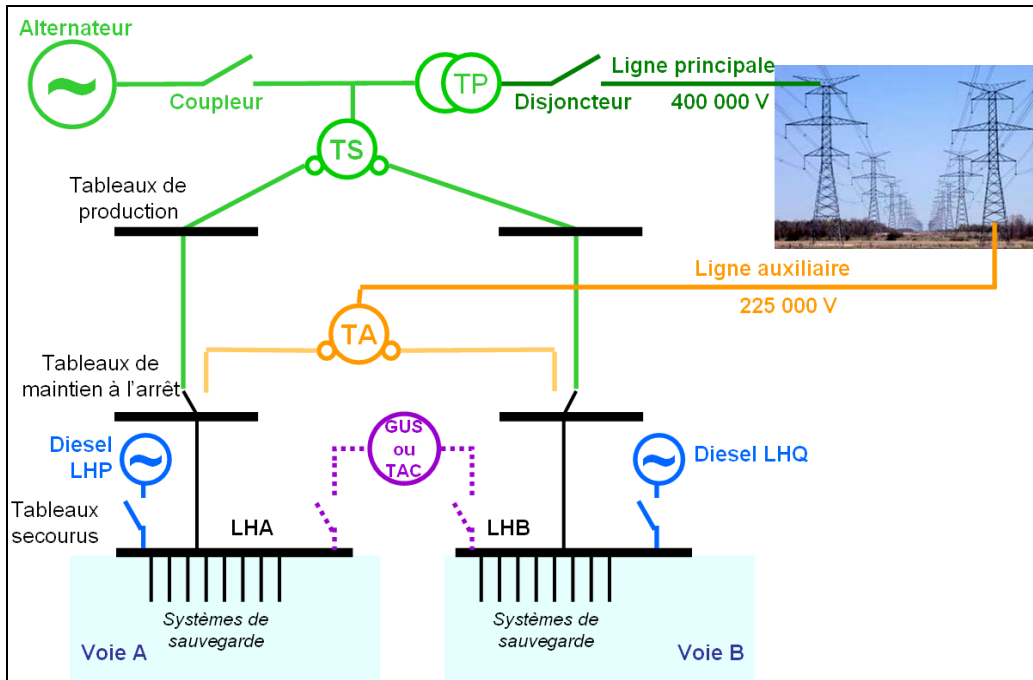 Alternateur
Coupleur
TP
Disjoncteur
Ligne principale
400 000 V
TS
Tableaux de
production
Ligne auxiliaire
225 000 V
TA
Tableaux de
maintien à l'arrêt
Diesel
LHP
GUS
ou
TAC
Diesel LHQ
Tableaux
secourus
LHA
LHB
Systèmes de
sauvegarde
Voie A
Systèmes de
sauvegarde
Voie B